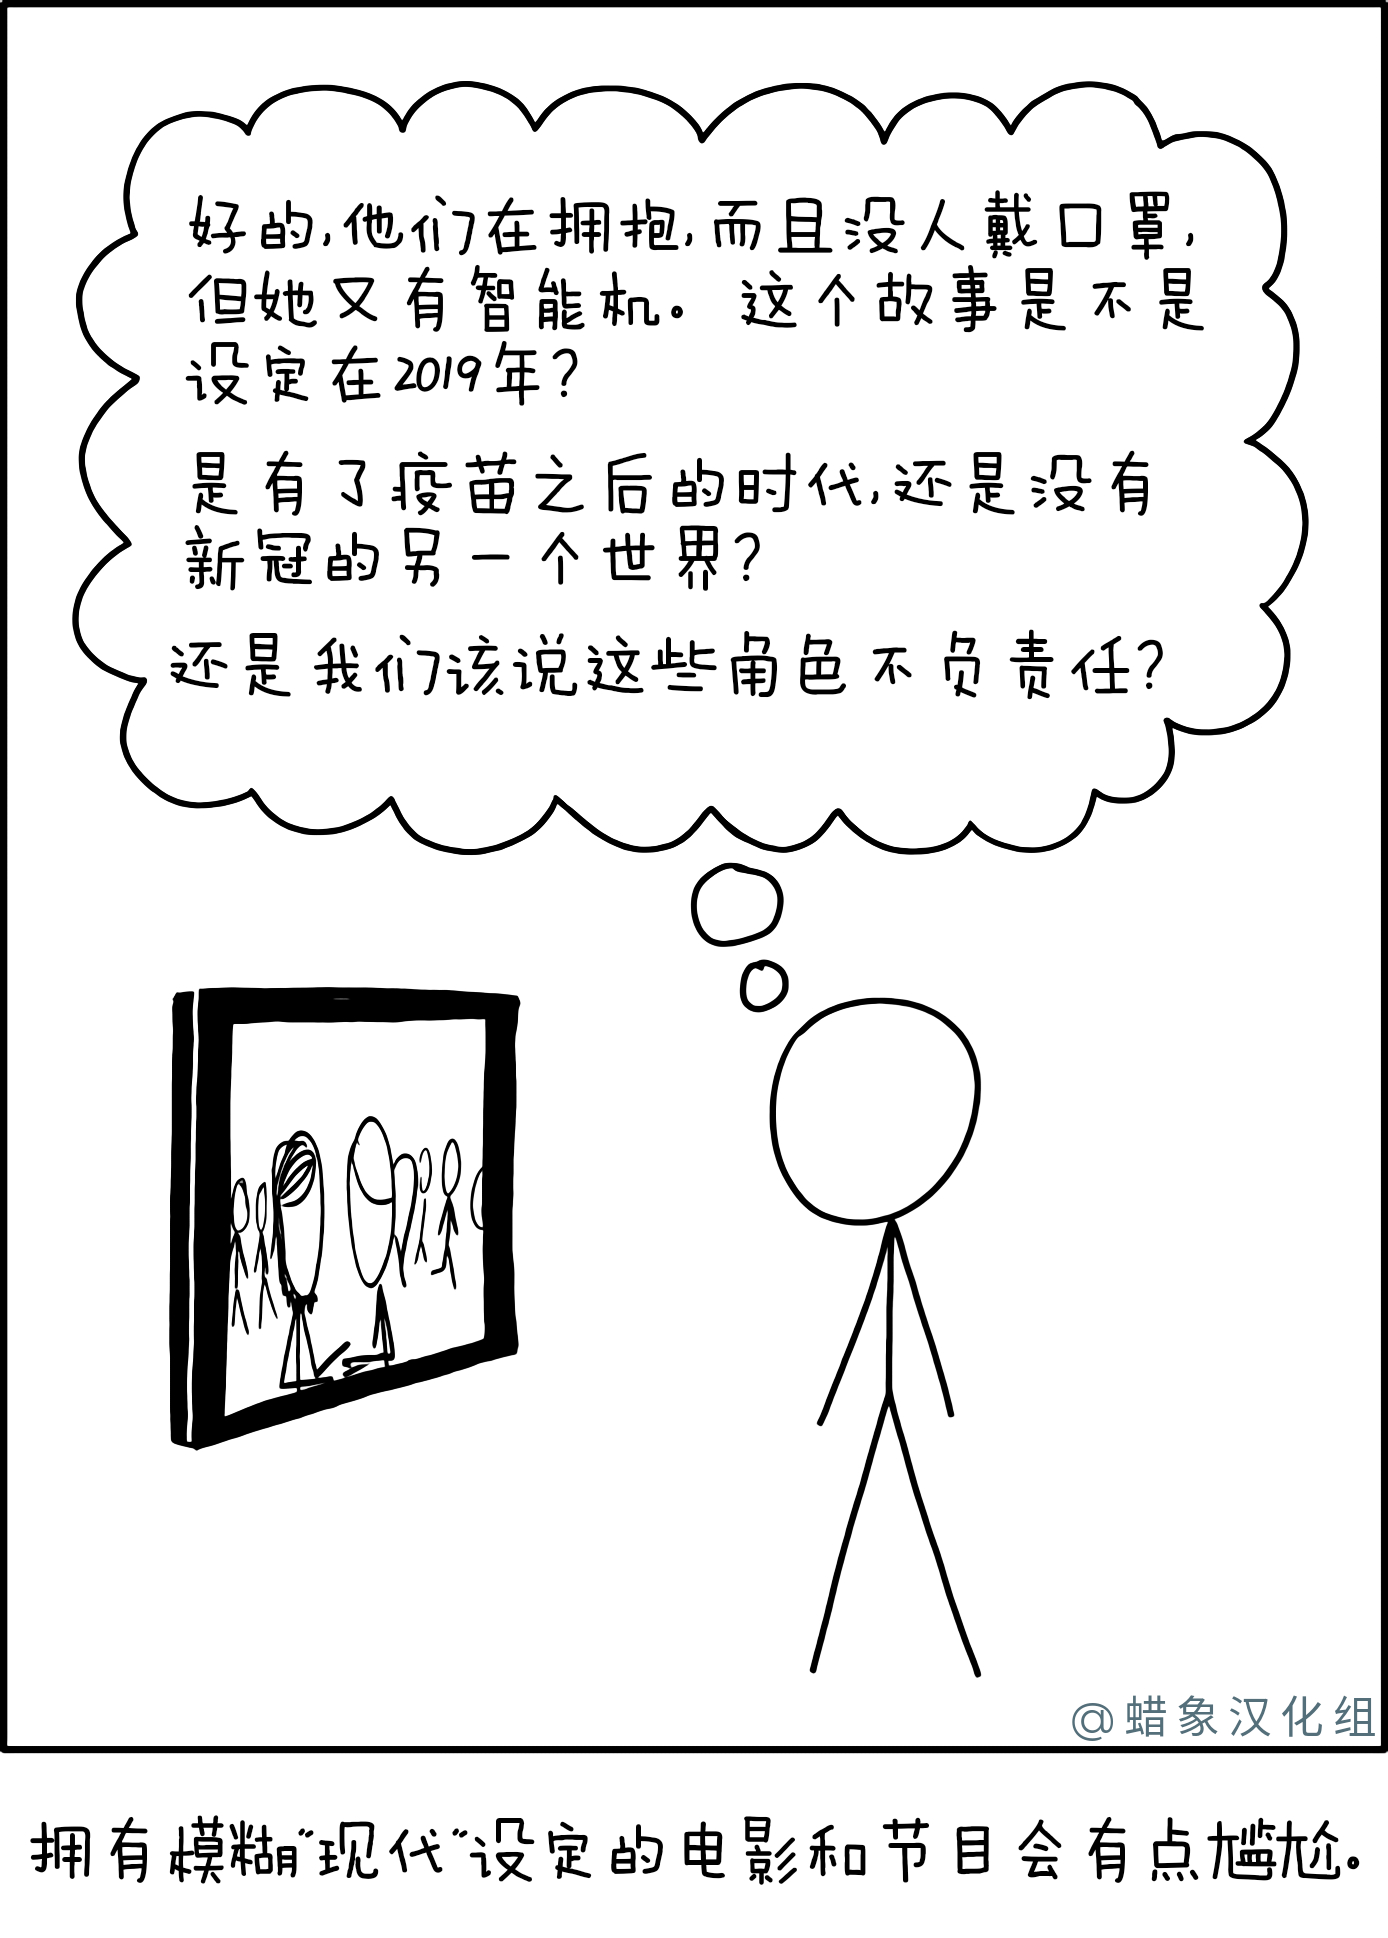 好的,他们在拥抱,而且没人戴口罩,
但她又有智能机。 这个故事是不是
设定在2019年?
是有了疫苗之后的时代,还是没有
新冠的另一个世界?
还是我们该说这些角色不负责任?
@蜡象汉化组
拥有模糊"现代"设定的电影和节目会有点尴尬。